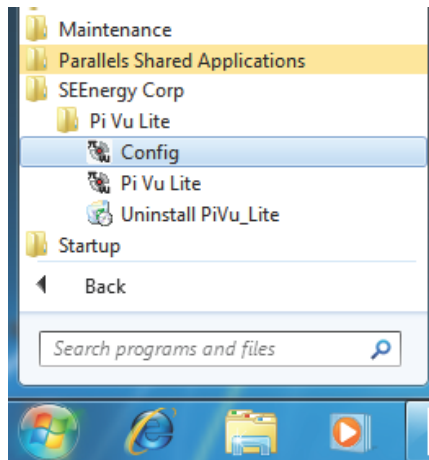 Maintenance
Parallels Shared Applications
SEEnergy Corp
Pi Vu Lite
Config
Pi Vu Lite
Uninstall PiVu_Lite
Startup
Back
Search programs and files